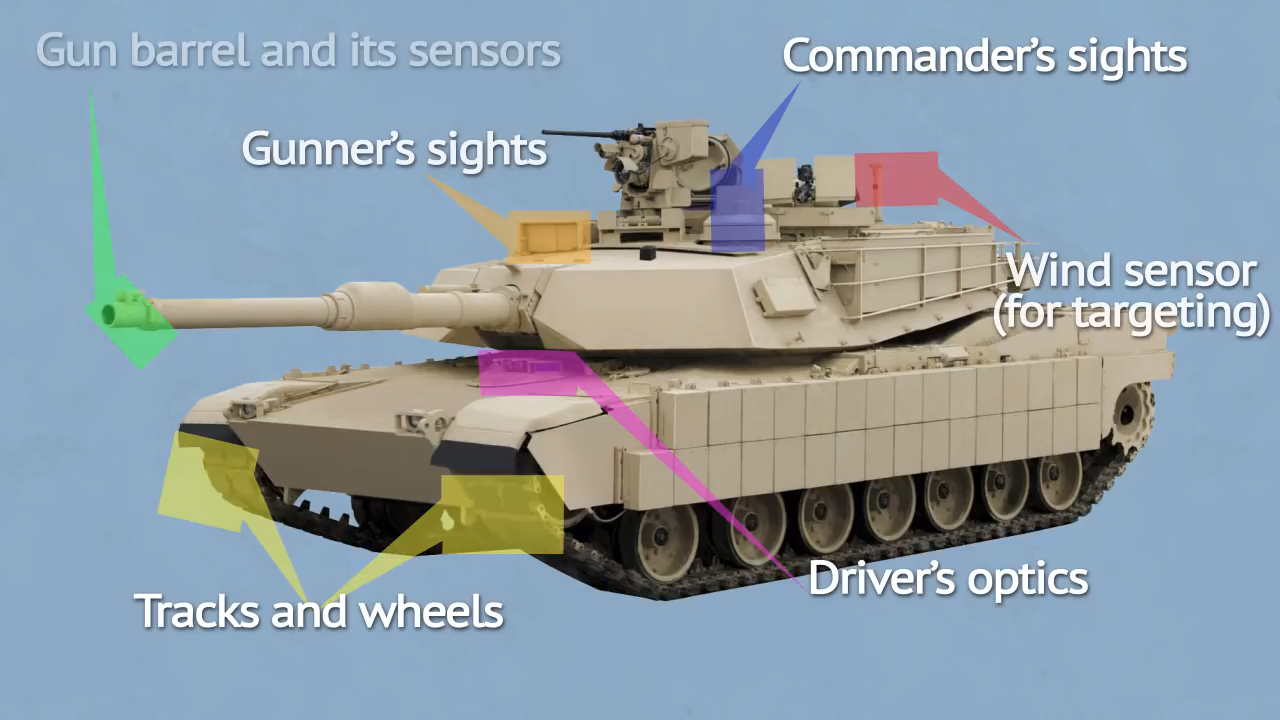 Gun barrel and its sensors
Commander's sights
Gunner's sights
Wind sensor
(for targeting)
Driver's optics
Tracks and wheels